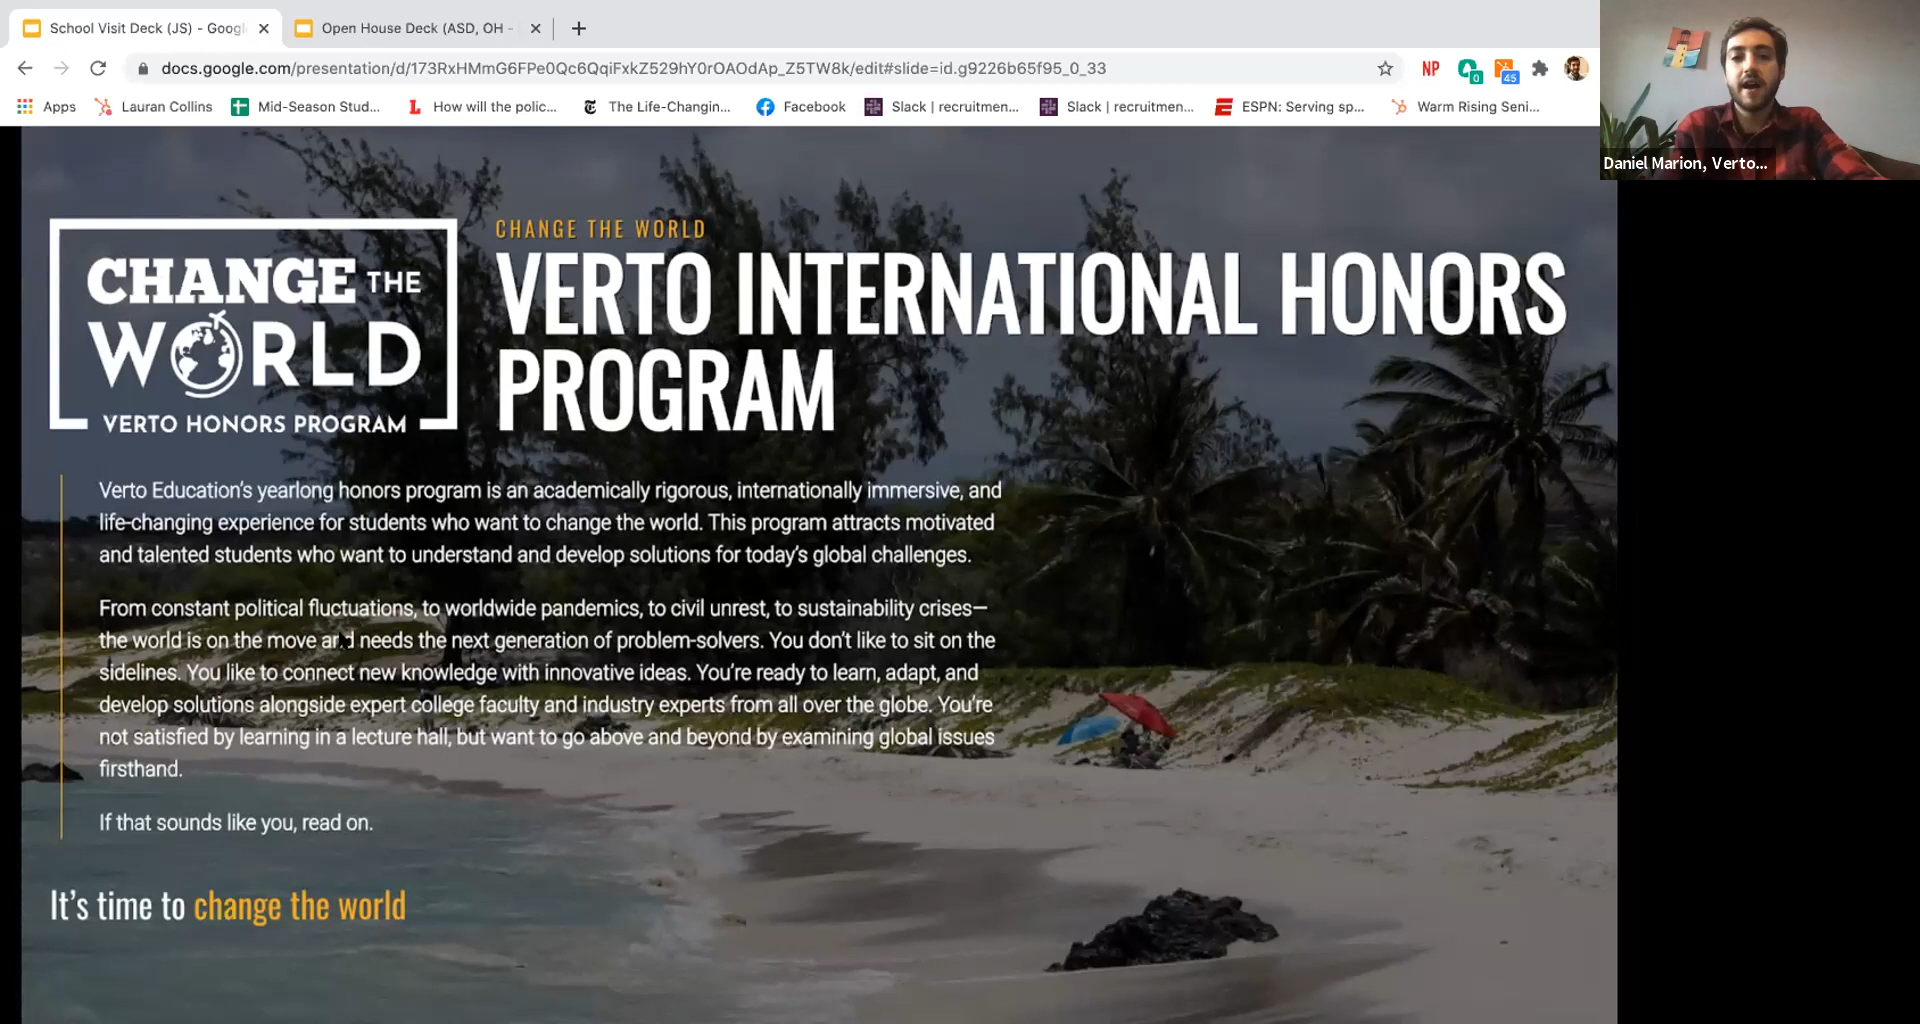 School Visit Deck (JS) - Googl
Open House Deck (ASD, OH -
docs.google.com/presentation/d/173RxHMmG6FPe0Qc6QqiFxkZ529hY0rOAOdAp_Z5TW8k/edit#slide=id.g9226b65f95_0_33
NP
0
45
Apps
Lauran Collins
Mid-Season Stud...
L
How will the polic...
The Life-Changin...
Facebook
Slack | recruitmen...
Slack | recruitmen...
ESPN: Serving sp...
Warm Rising Seni...
Daniel Marion, Verto...
CHANGE THE
WORLD
VERTO HONORS PROGRAM
CHANGE THE WORLD
VERTO INTERNATIONAL HONORS
PROGRAM
Verto Education's yearlong honors program is an academically rigorous, internationally immersive, and
life-changing experience for students who want to change the world. This program attracts motivated
and talented students who want to understand and develop solutions for today's global challenges.
From constant political fluctuations, to worldwide pandemics, to civil unrest, to sustainability crises—
the world is on the move and needs the next generation of problem-solvers. You don't like to sit on the
sidelines. You like to connect new knowledge with innovative ideas. You're ready to learn, adapt, and
develop solutions alongside expert college faculty and industry experts from all over the globe. You're
not satisfied by learning in a lecture hall, but want to go above and beyond by examining global issues
firsthand.
If that sounds like you, read on.
It's time to change the world